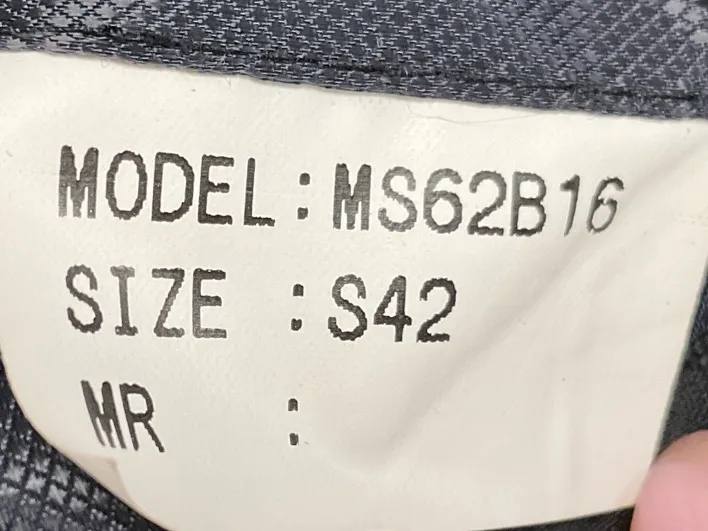 MODEL:MS62B16
SIZE :S42
MR :